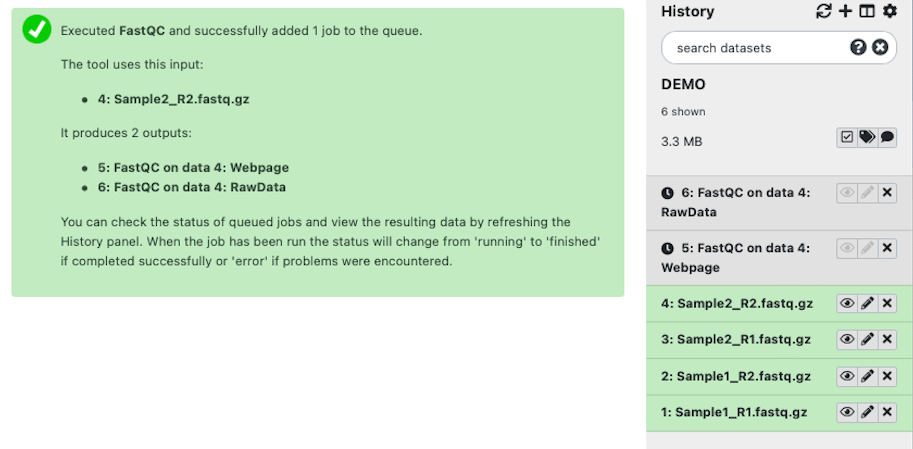 Executed FastQC and successfully added 1 job to the queue.
The tool uses this input:
4: Sample2_R2.fastq.gz
It produces 2 outputs:
5: FastQC on data 4: Webpage
6: FastQC on data 4: RawData
You can check the status of queued jobs and view the resulting data by refreshing the
History panel. When the job has been run the status will change from 'running' to 'finished'
if completed successfully or 'error' if problems were encountered.
History
search datasets
DEMO
6 shown
3.3 MB
6: FastQC on data 4:
RawData
5: FastQC on data 4:
Webpage
4: Sample2_R2.fastq.gz
3: Sample2_R1.fastq.gz
2: Sample1_R2.fastq.gz
1: Sample1_R1.fastq.gz